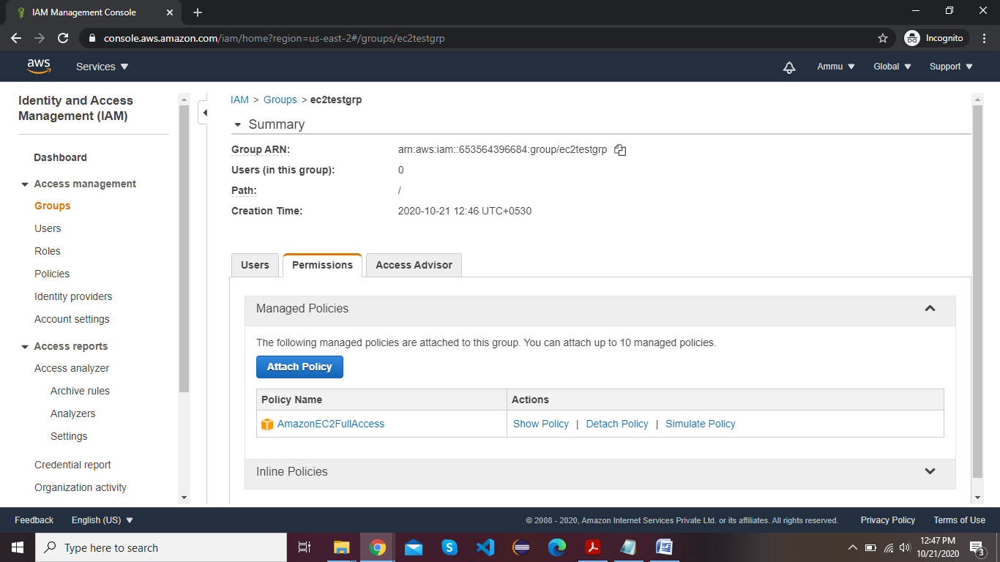 IAM Management Console
console.aws.amazon.com/iam/home?region=us-east-2#/groups/ec2testgrp
Incognito
aws
Services
Ammu
Global
Support
Identity and Access
Management (IAM)
Dashboard
Access management
Groups
Users
Roles
Policies
Identity providers
Account settings
Access reports
Access analyzer
Archive rules
Analyzers
Settings
Credential report
Organization activity
IAM > Groups > ec2testgrp
Summary
Group ARN: arn:aws:iam::653564396684:group/ec2testgrp
Users (in this group): 0
Path: /
Creation Time: 2020-10-21 12:46 UTC+0530
Users Permissions Access Advisor
Managed Policies
The following managed policies are attached to this group. You can attach up to 10 managed policies.
Attach Policy
Policy Name Actions
AmazonEC2FullAccess Show Policy | Detach Policy | Simulate Policy
Inline Policies
Feedback English (US) © 2008 - 2020, Amazon Internet Services Private Ltd. or its affiliates. All rights reserved. Privacy Policy Terms of Use
Type here to search
12:47 PM
10/21/2020
3